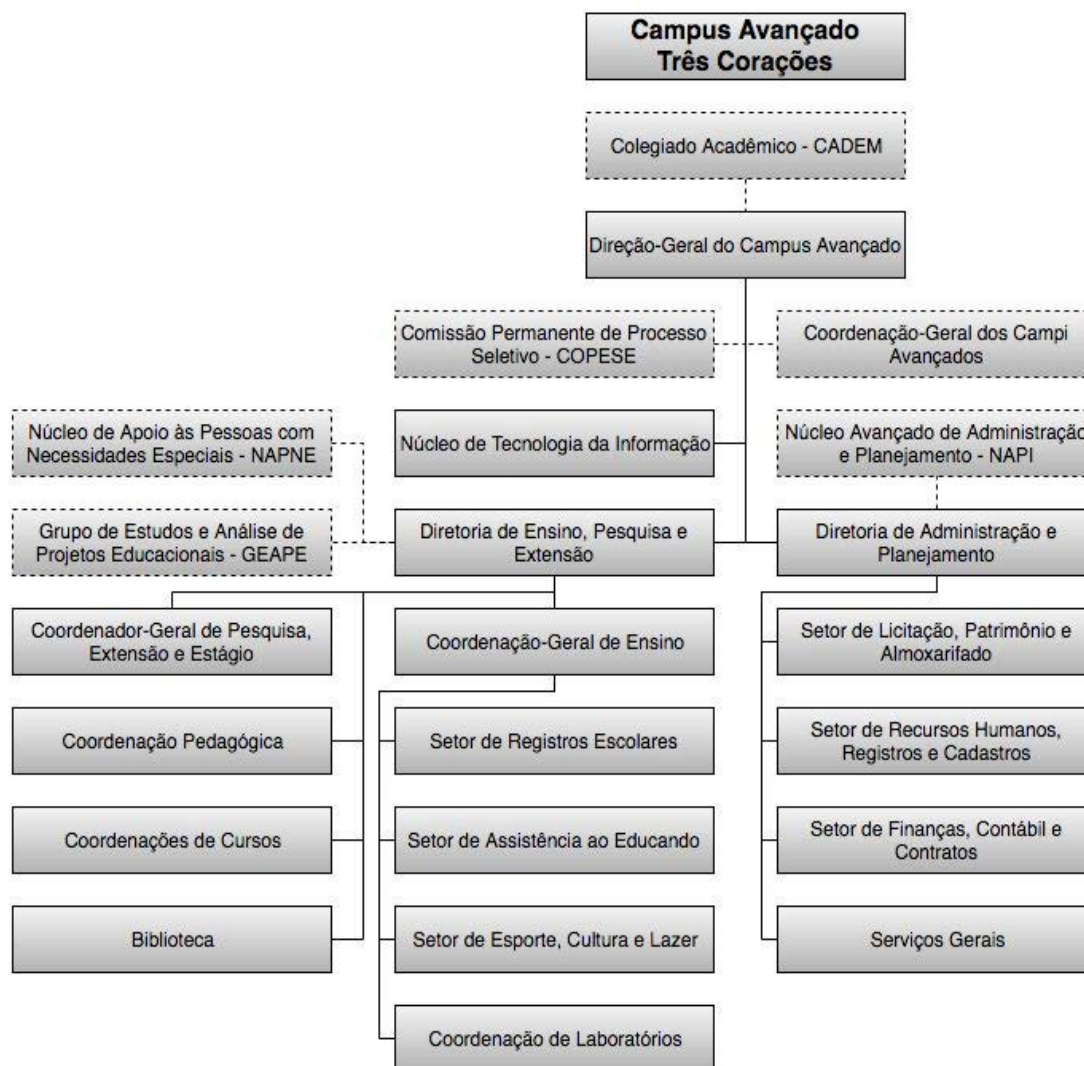 Campus Avançado
Três Corações
Colegiado Acadêmico - CADEM
Direção-Geral do Campus Avançado
Comissão Permanente de Processo
Seletivo - COPESE
Coordenação-Geral dos Campi
Avançados
Núcleo de Apoio às Pessoas com
Necessidades Especiais - NAPNE
Núcleo de Tecnologia da Informação
Núcleo Avançado de Administração
e Planejamento - NAPI
Grupo de Estudos e Análise de
Projetos Educacionais - GEAPE
Diretoria de Ensino, Pesquisa e
Extensão
Diretoria de Administração e
Planejamento
Coordenador-Geral de Pesquisa,
Extensão e Estágio
Coordenação-Geral de Ensino
Setor de Licitação, Patrimônio e
Almoxarifado
Coordenação Pedagógica
Setor de Registros Escolares
Setor de Recursos Humanos,
Registros e Cadastros
Coordenações de Cursos
Setor de Assistência ao Educando
Setor de Finanças, Contábil e
Contratos
Biblioteca
Setor de Esporte, Cultura e Lazer
Serviços Gerais
Coordenação de Laboratórios